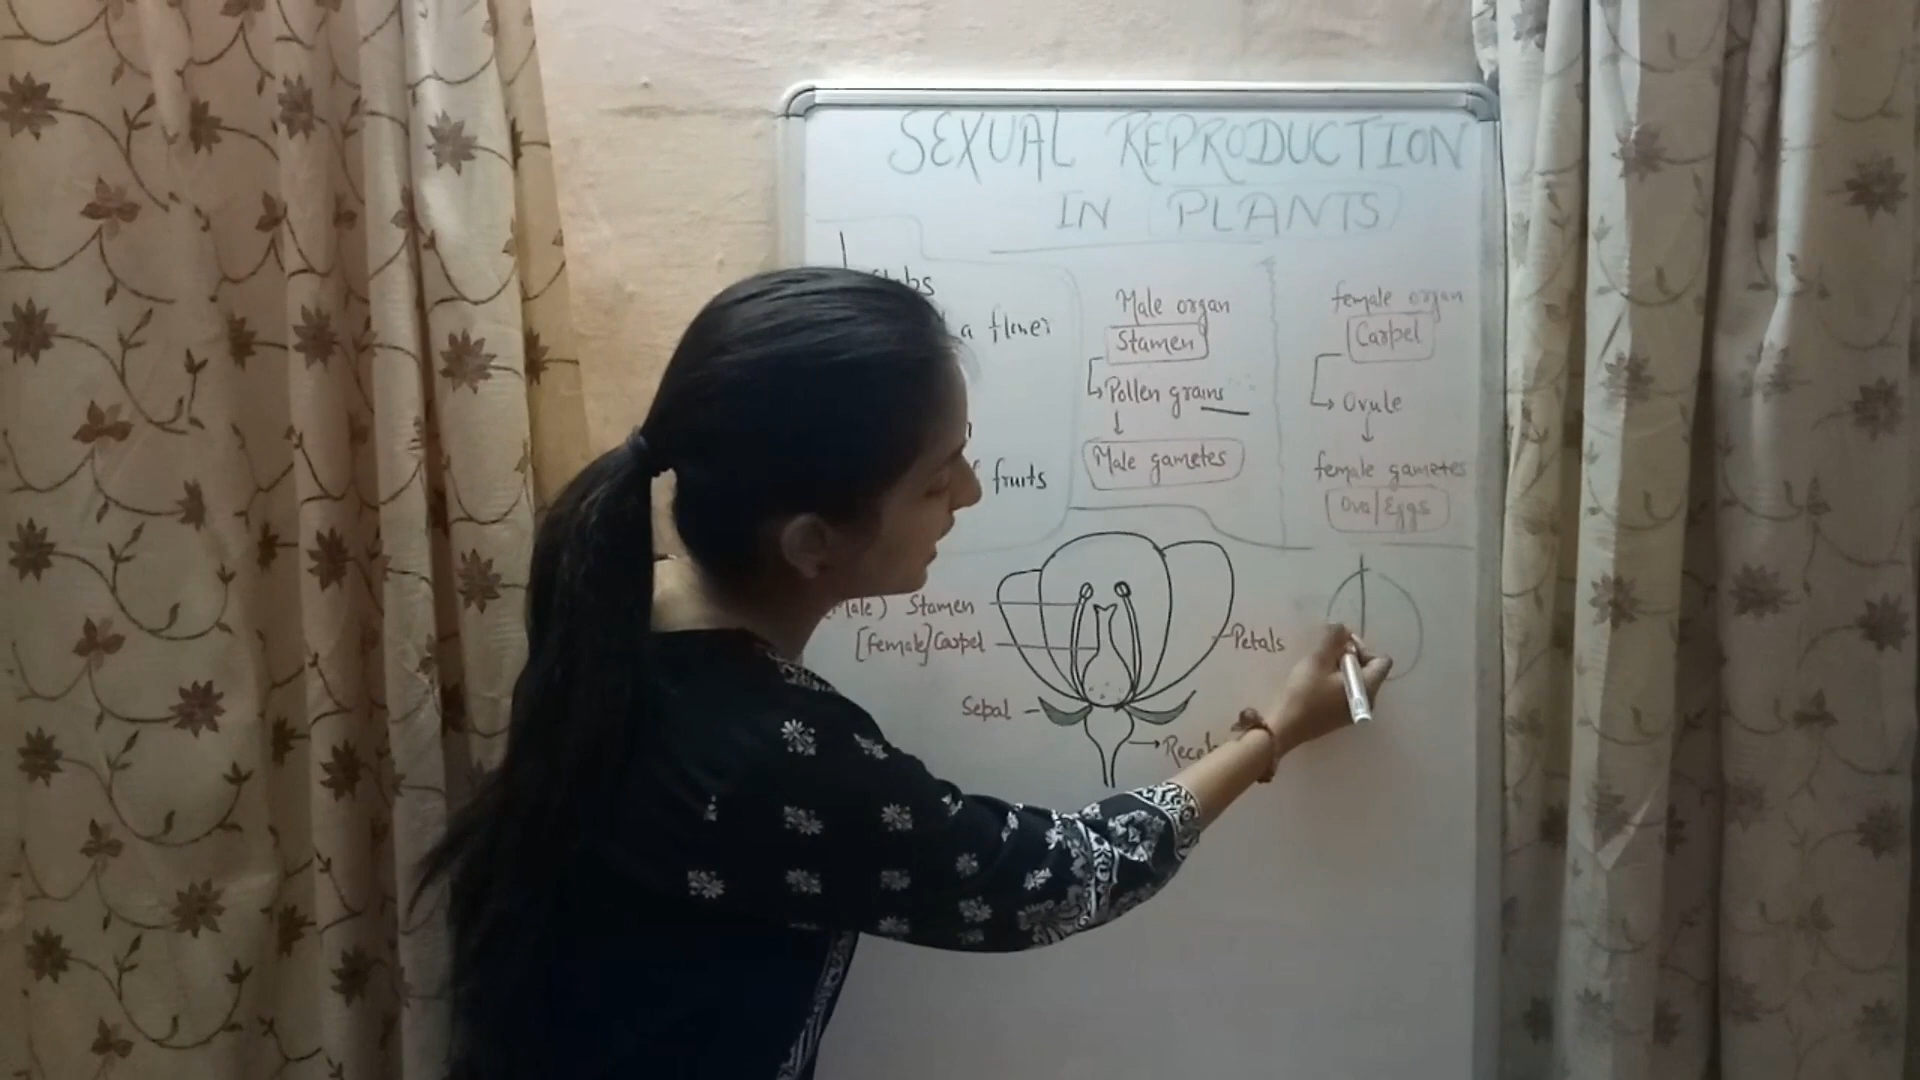 SEXUAL REPRODUCTION
IN PLANTS
a flower
fruits
Male organ
Stamen
Pollen grains
Male gametes
female organ
Carpel
Ovule
female gametes
Ova/Eggs
Stamen
[female] Carpel
Sepal
Petals